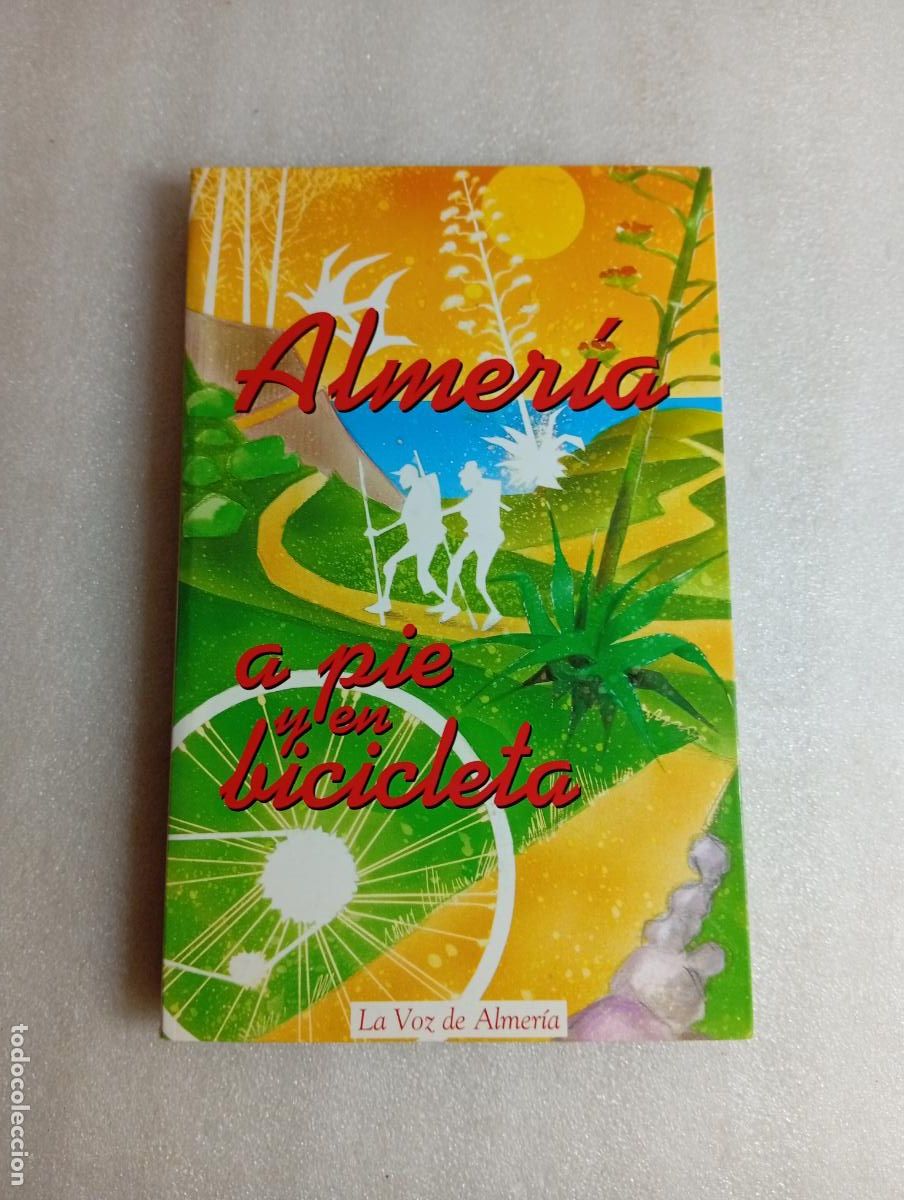 Almería
a pie
y en
bicicleta
La Voz de Almería
todocoleccion